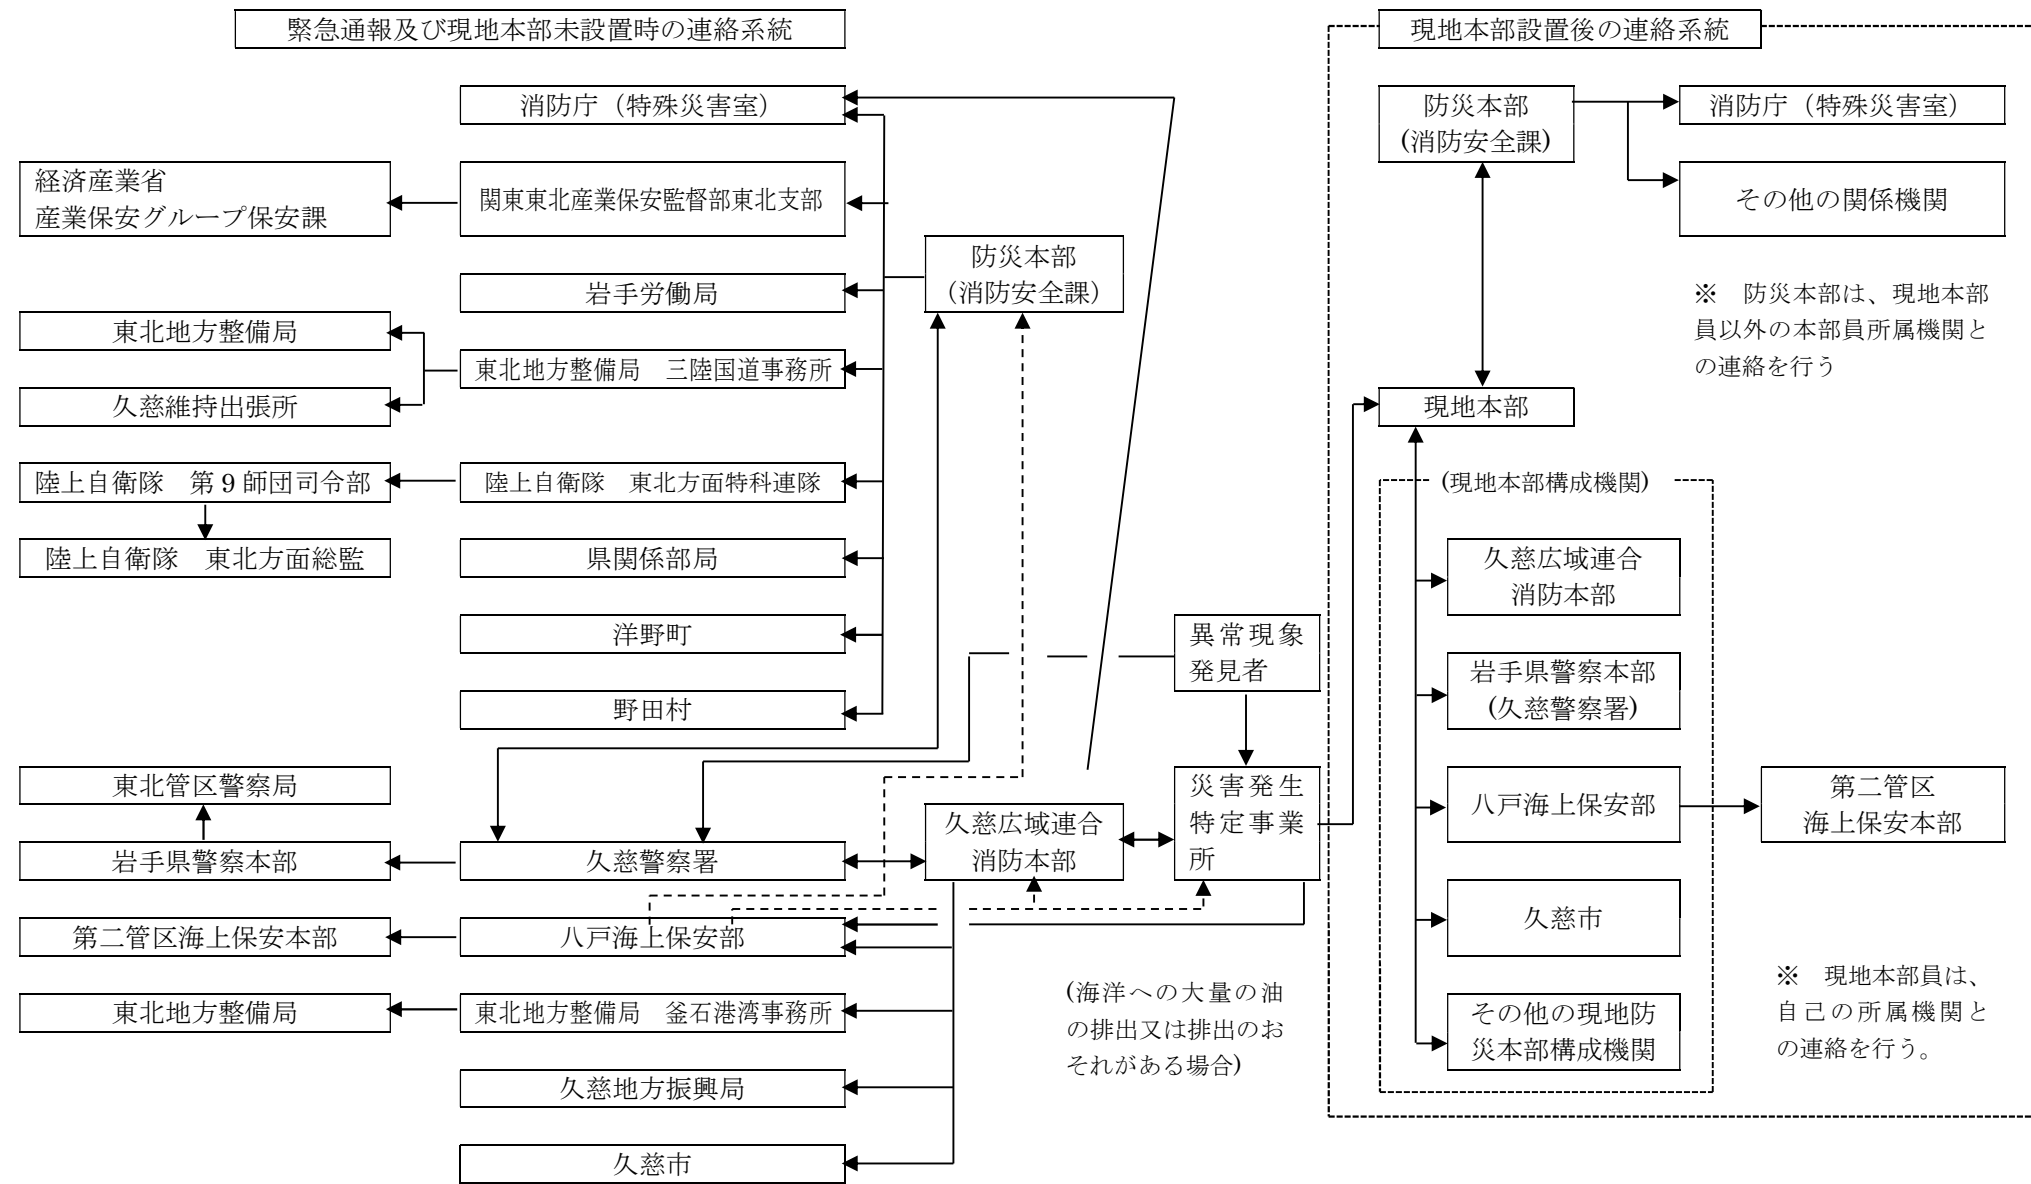 緊急通報及び現地本部未設置時の連絡系統
消防庁（特殊災害室）
経済産業省
産業保安グループ保安課
関東東北産業保安監督部東北支部
防災本部
（消防安全課）
岩手労働局
東北地方整備局
東北地方整備局　三陸国道事務所
久慈維持出張所
陸上自衛隊　第９師団司令部
陸上自衛隊　東北方面特科連隊
陸上自衛隊　東北方面総監
県関係部局
洋野町
異常現象
発見者
野田村
東北管区警察局
災害発生
特定事業
所
久慈広域連合
消防本部
岩手県警察本部
久慈警察署
第二管区海上保安本部
八戸海上保安部
東北地方整備局
東北地方整備局　釜石港湾事務所
(海洋への大量の油
の排出又は排出のお
それがある場合)
久慈地方振興局
久慈市
現地本部設置後の連絡系統
防災本部
(消防安全課)
消防庁（特殊災害室）
その他の関係機関
※　防災本部は、現地本部
員以外の本部員所属機関と
の連絡を行う
現地本部
(現地本部構成機関)
久慈広域連合
消防本部
岩手県警察本部
(久慈警察署)
八戸海上保安部
第二管区
海上保安本部
久慈市
※　現地本部員は、
自己の所属機関と
の連絡を行う。
その他の現地防
災本部構成機関